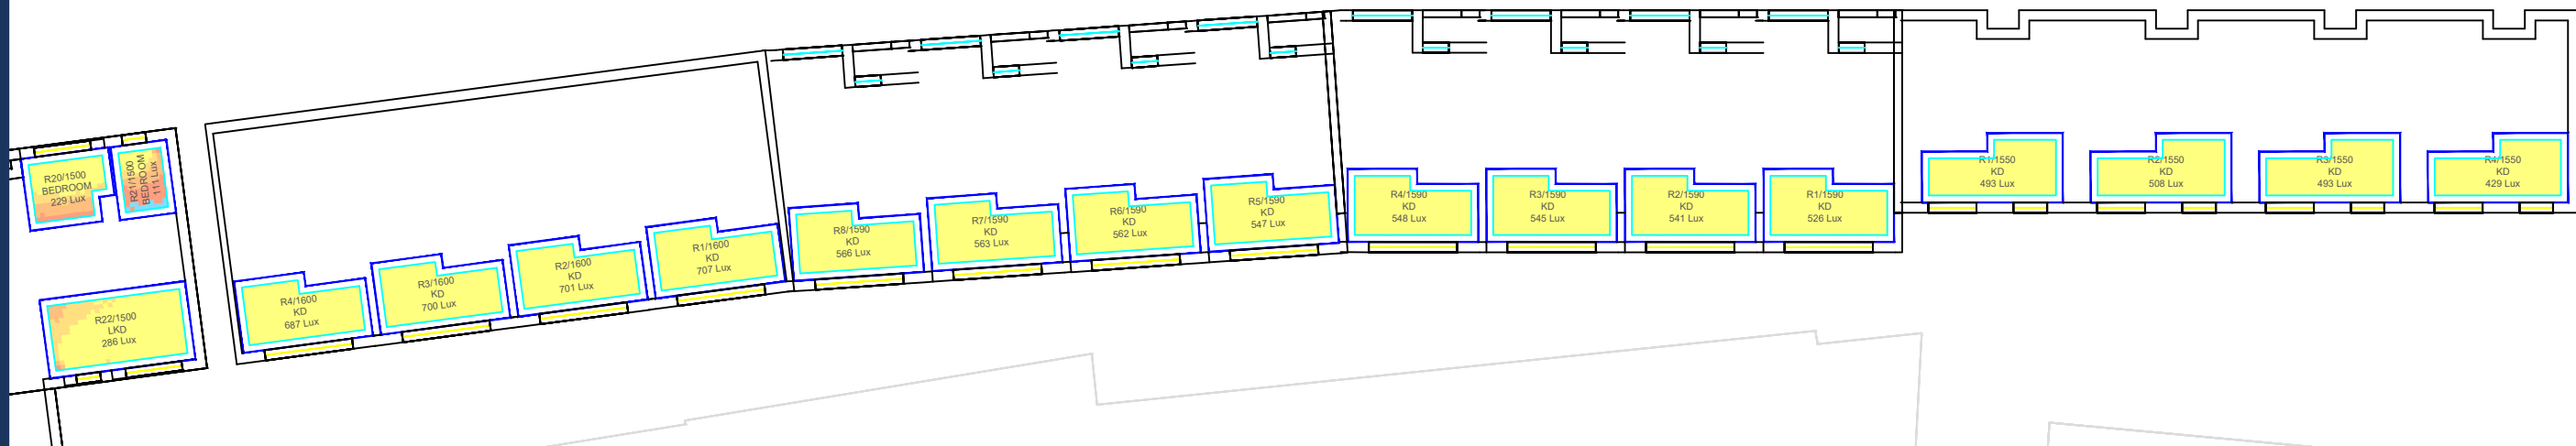 R20/1500
BEDROOM
229 Lux
R21/1500
BEDROOM
111 Lux
R22/1500
LKD
286 Lux
R4/1600
KD
687 Lux
R3/1600
KD
700 Lux
R2/1600
KD
701 Lux
R1/1600
KD
707 Lux
R8/1590
KD
566 Lux
R7/1590
KD
563 Lux
R6/1590
KD
562 Lux
R5/1590
KD
547 Lux
R4/1590
KD
548 Lux
R3/1590
KD
545 Lux
R2/1590
KD
541 Lux
R1/1590
KD
526 Lux
R1/1550
KD
493 Lux
R2/1550
KD
508 Lux
R3/1550
KD
493 Lux
R4/1550
KD
429 Lux